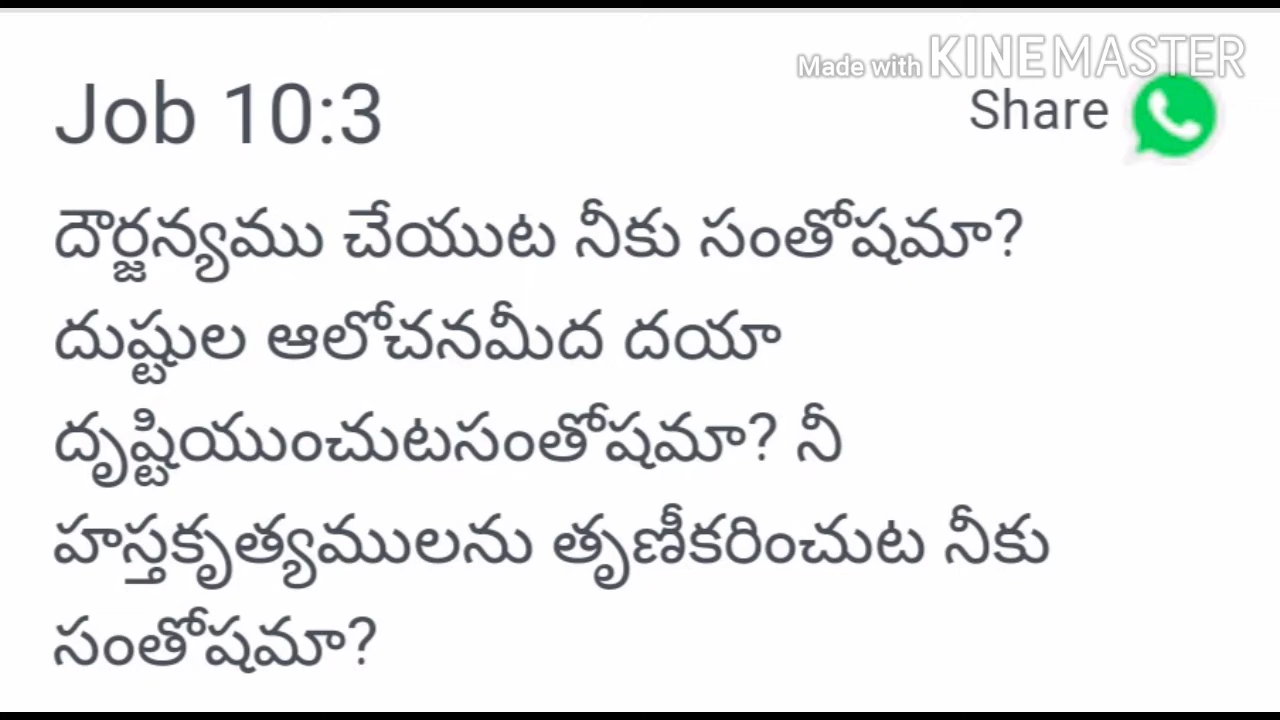 Made with KINEMASTER
Job 10:3 Share
దౌర్జన్యము చేయుట నీకు సంతోషమా?
దుష్టుల ఆలోచనమీద దయా
దృష్టియుంచుటసంతోషమా? నీ
హస్తకృత్యములను తృణీకరించుట నీకు
సంతోషమా?